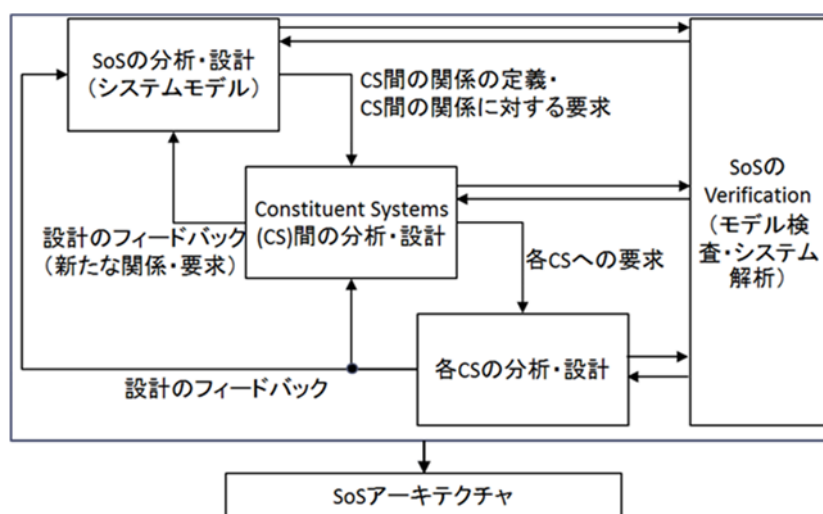 SoSの分析・設計
（システムモデル）
CS間の関係の定義・
CS間の関係に対する要求
SoSの
Verification
（モデル検
査・システム
解析）
Constituent Systems
(CS)間の分析・設計
設計のフィードバック
（新たな関係・要求）
各CSへの要求
各CSの分析・設計
設計のフィードバック
SoSアーキテクチャ